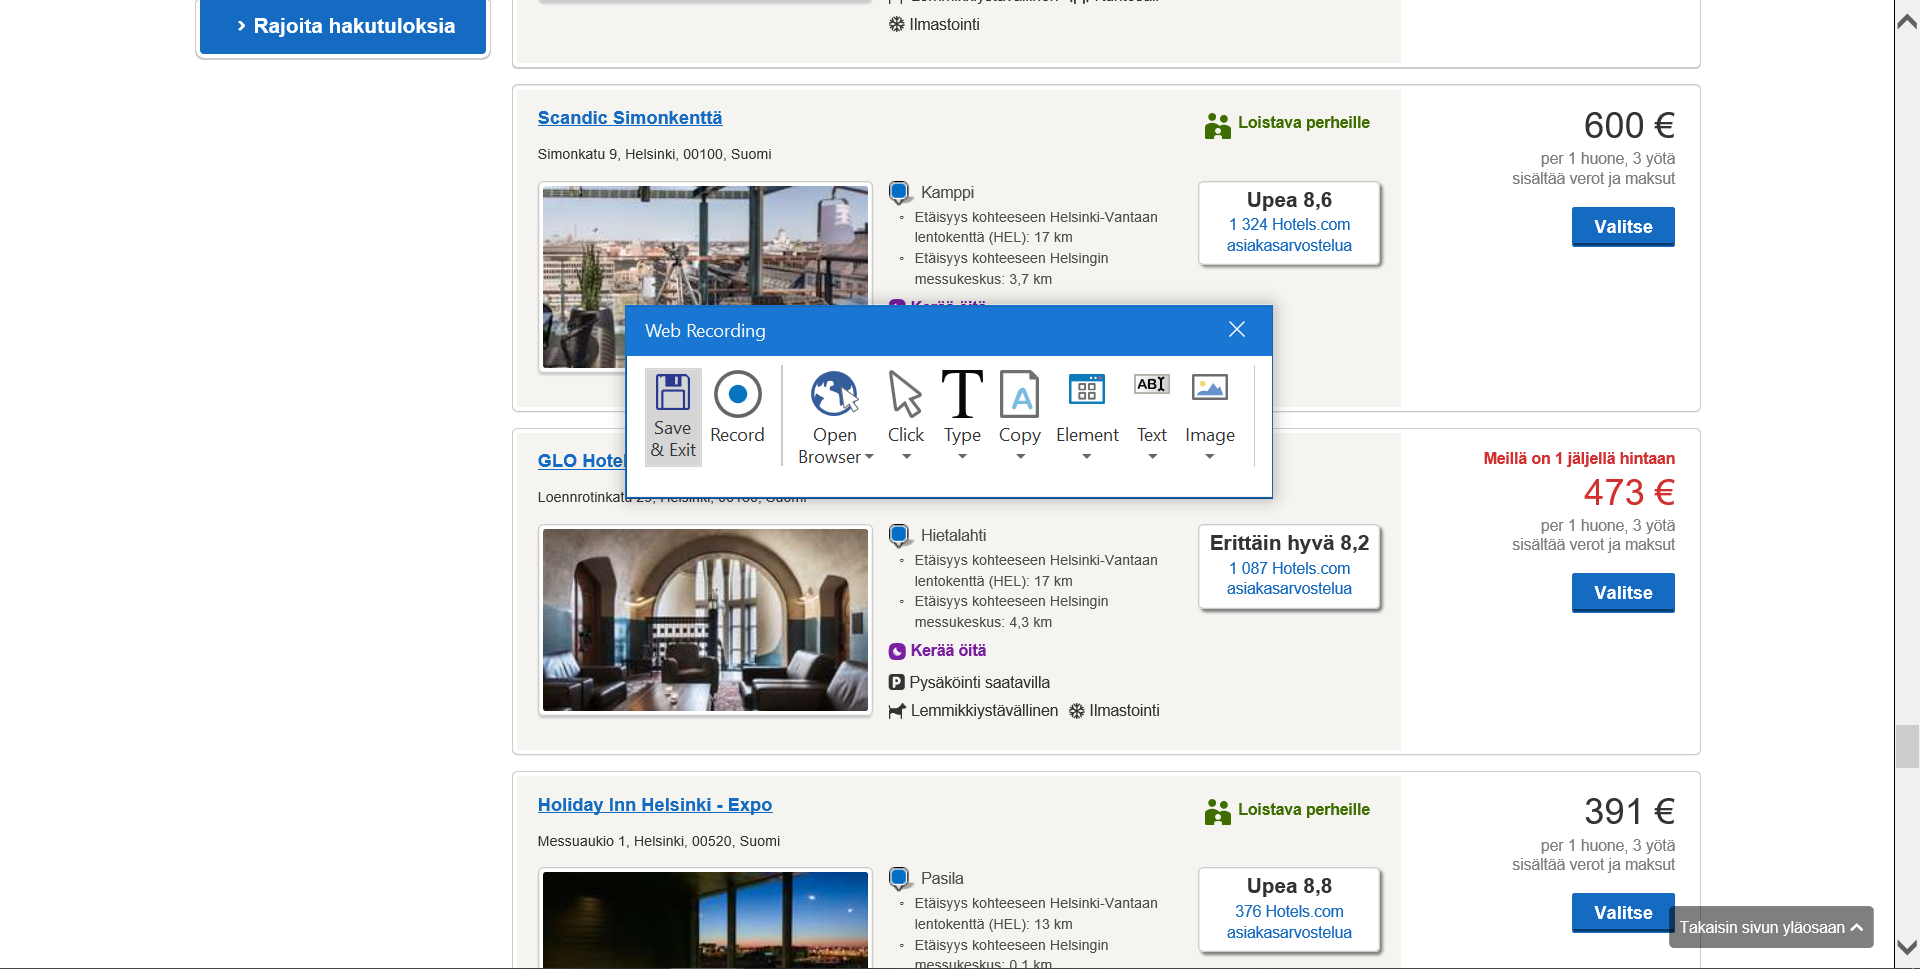 › Rajoita hakutuloksia
Ilmastointi
Scandic Simonkenttä
Simonkatu 9, Helsinki, 00100, Suomi
Loistava perheille
600 €
per 1 huone, 3 yötä
sisältää verot ja maksut
Valitse
Kamppi
Etäisyys kohteeseen Helsinki-Vantaan
lentokenttä (HEL): 17 km
Etäisyys kohteeseen Helsingin
messukeskus: 3,7 km
Kerää öitä
Upea 8,6
1 324 Hotels.com
asiakasarvostelua
Web Recording
Save
& Exit
Record
Open
Browser
Click
Type
Copy
Element
ABI
Text
Image
GLO Hotel
Meillä on 1 jäljellä hintaan
473 €
per 1 huone, 3 yötä
sisältää verot ja maksut
Valitse
Hietalahti
Etäisyys kohteeseen Helsinki-Vantaan
lentokenttä (HEL): 17 km
Etäisyys kohteeseen Helsingin
messukeskus: 4,3 km
Kerää öitä
P Pysäköinti saatavilla
Lemmikkiystävällinen Ilmastointi
Erittäin hyvä 8,2
1 087 Hotels.com
asiakasarvostelua
Holiday Inn Helsinki - Expo
Messuaukio 1, Helsinki, 00520, Suomi
Loistava perheille
391 €
per 1 huone, 3 yötä
sisältää verot ja maksut
Valitse
Pasila
Etäisyys kohteeseen Helsinki-Vantaan
lentokenttä (HEL): 13 km
Etäisyys kohteeseen Helsingin
messukeskus: 0,1 km
Upea 8,8
376 Hotels.com
asiakasarvostelua
Takaisin sivun yläosaan